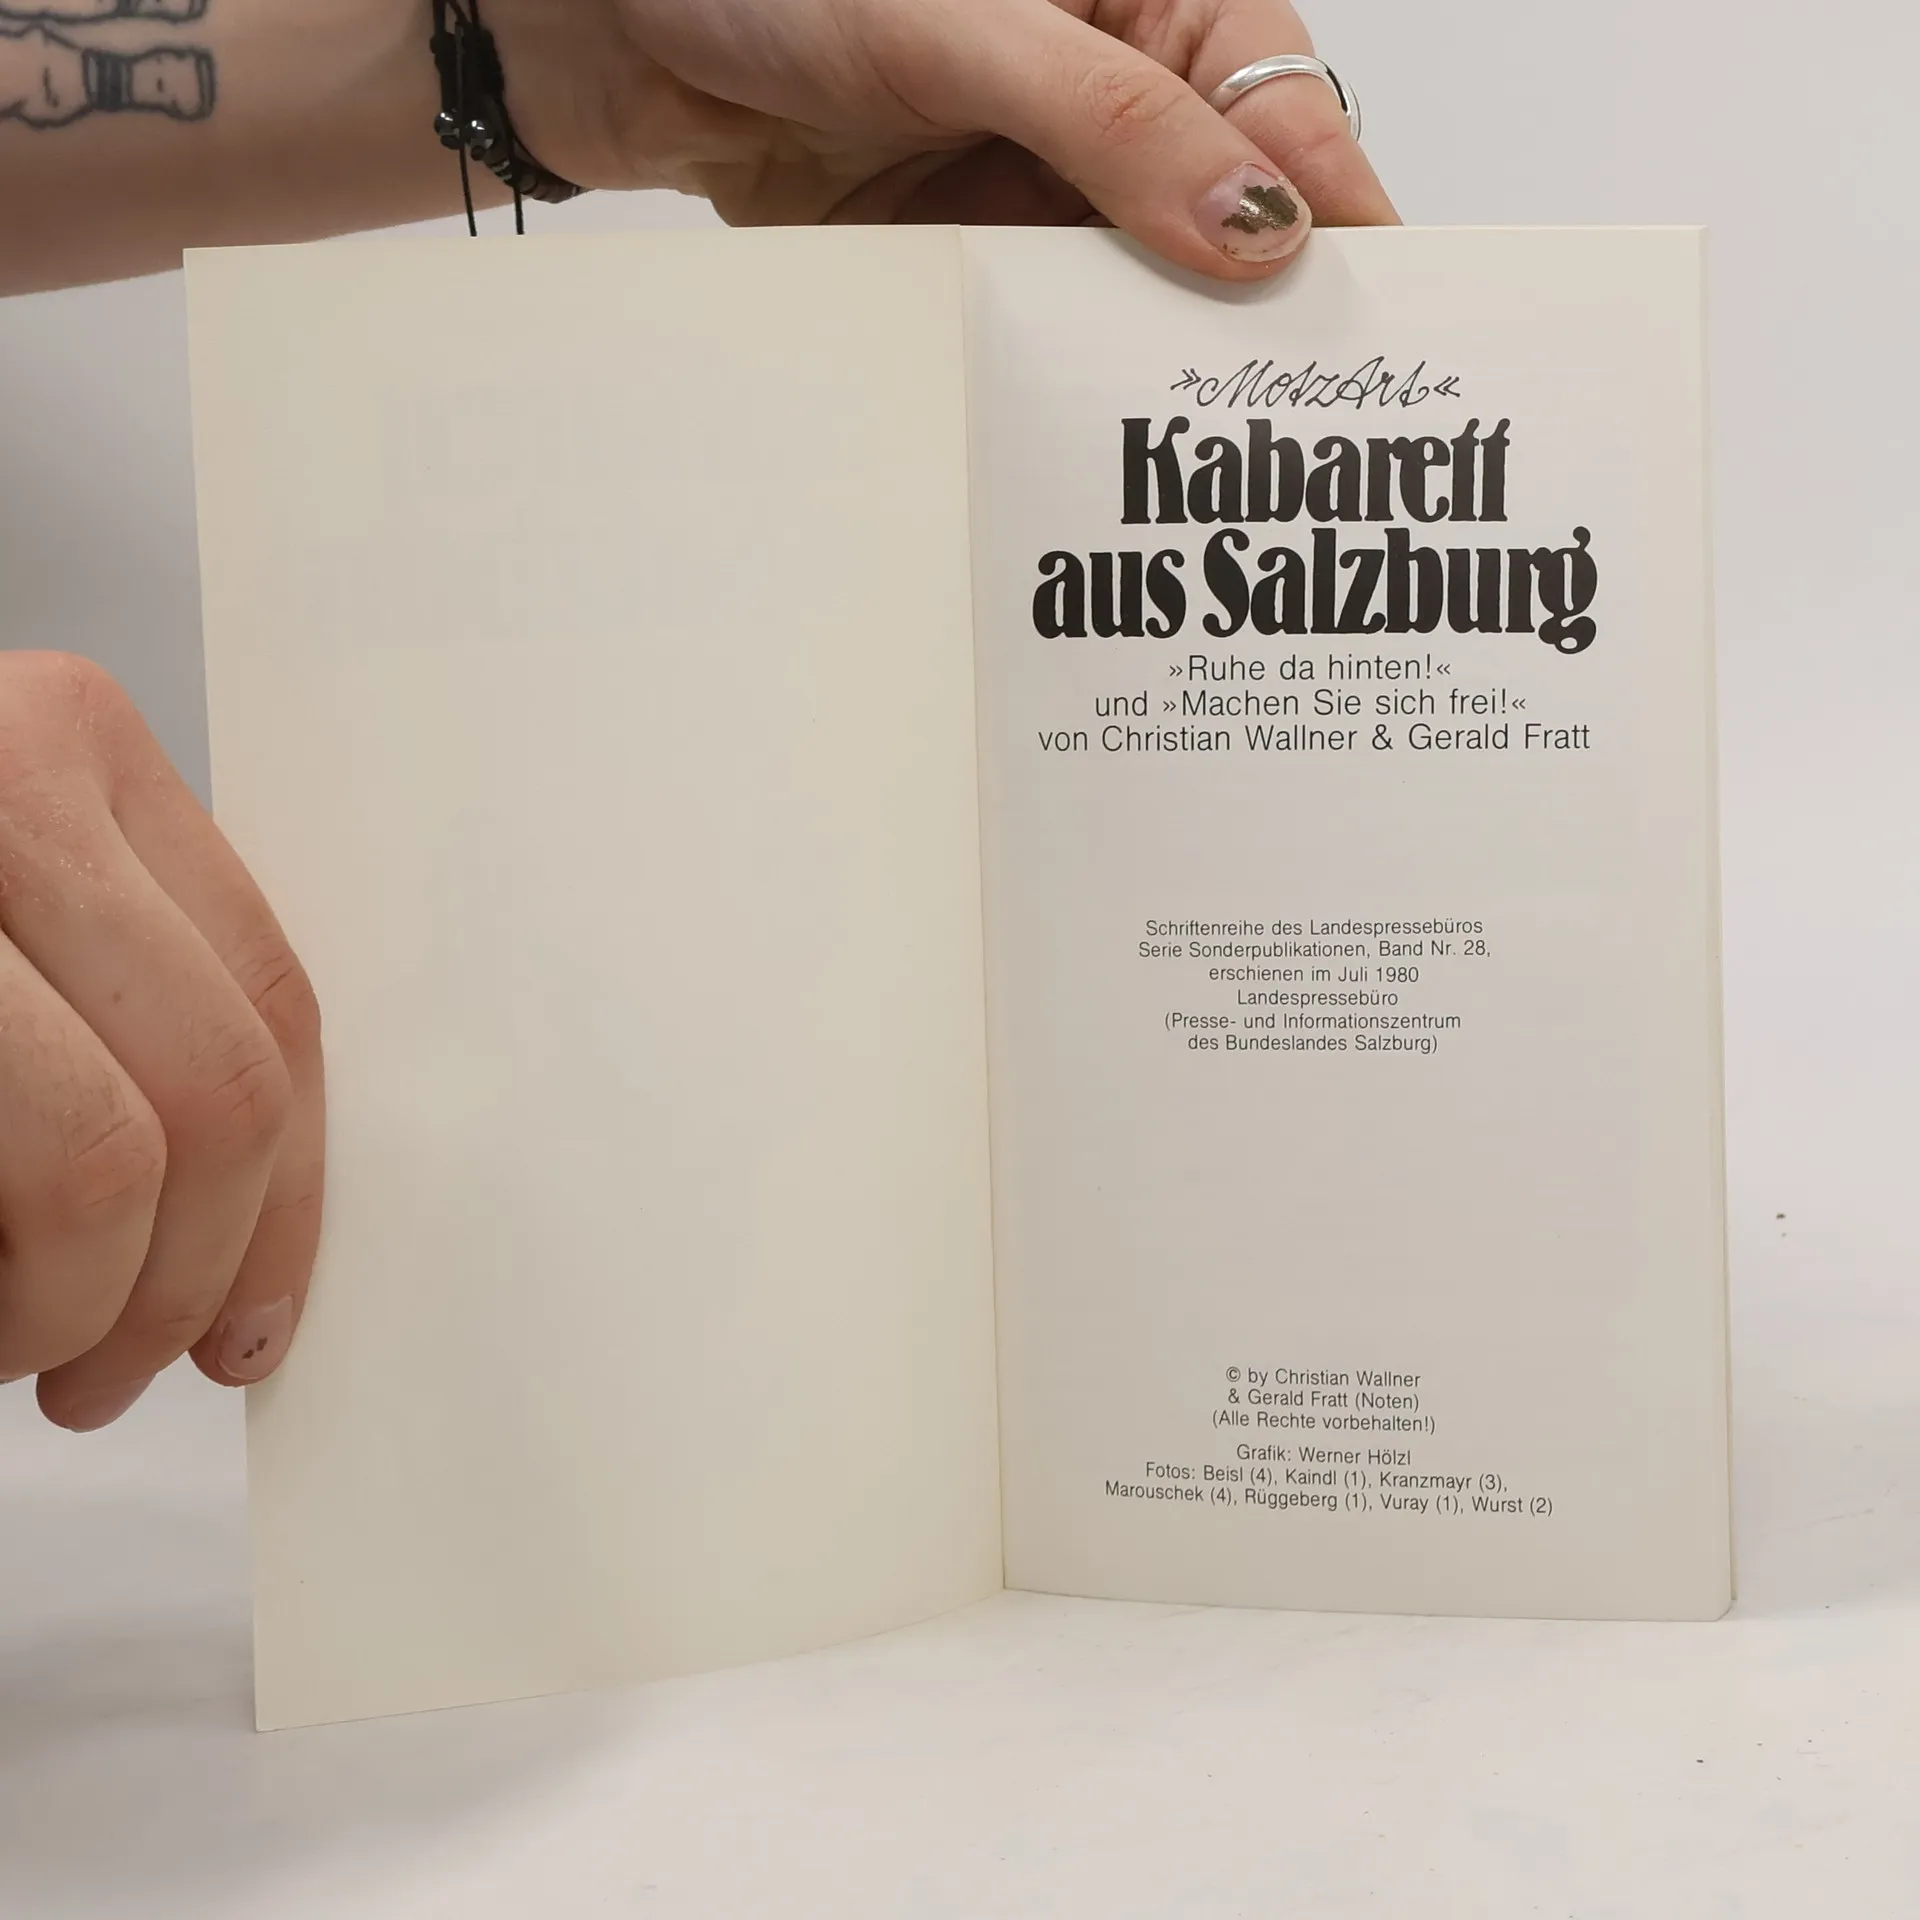 »MotzArt«
Kabarett
aus Salzburg
»Ruhe da hinten!«
und »Machen Sie sich frei!«
von Christian Wallner & Gerald Fratt
Schriftenreihe des Landespressebüros
Serie Sonderpublikationen, Band Nr. 28,
erschienen im Juli 1980
Landespressebüro
(Presse- und Informationszentrum
des Bundeslandes Salzburg)
© by Christian Wallner
& Gerald Fratt (Noten)
(Alle Rechte vorbehalten!)
Grafik: Werner Hölzl
Fotos: Beisl (4), Kaindl (1), Kranzmayr (3),
Marouschek (4), Rüggeberg (1), Vuray (1), Wurst (2)